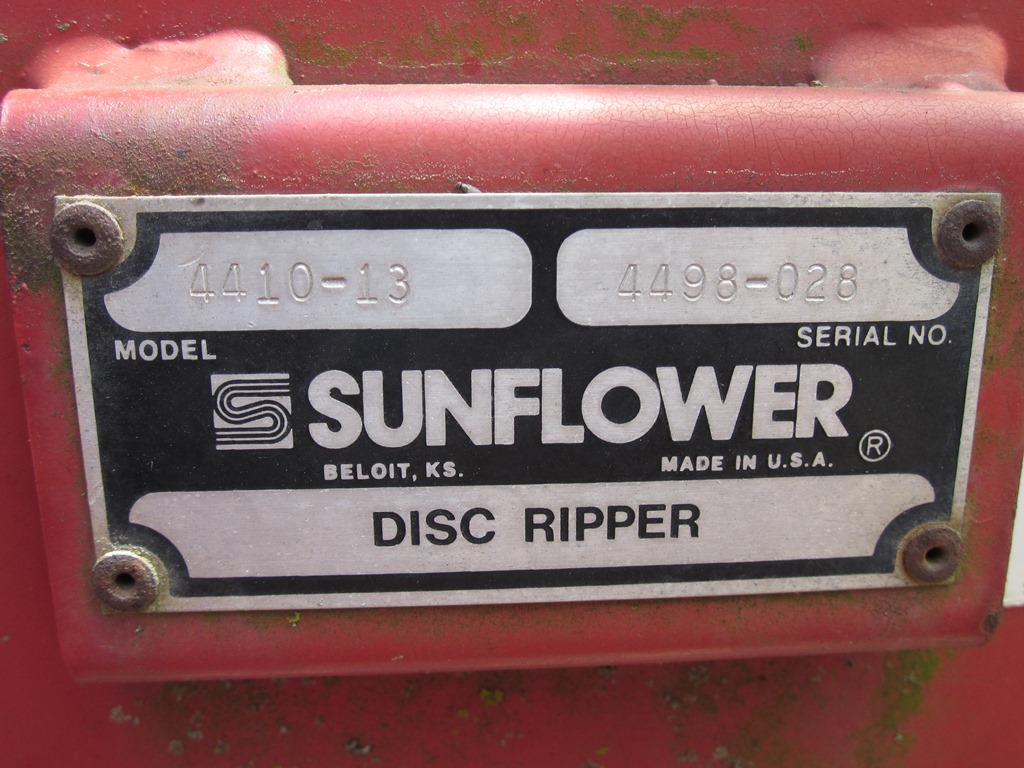 4410-13 4498-028
MODEL SERIAL NO.
SUNFLOWER ®
BELOIT, KS. MADE IN U.S.A.
DISC RIPPER